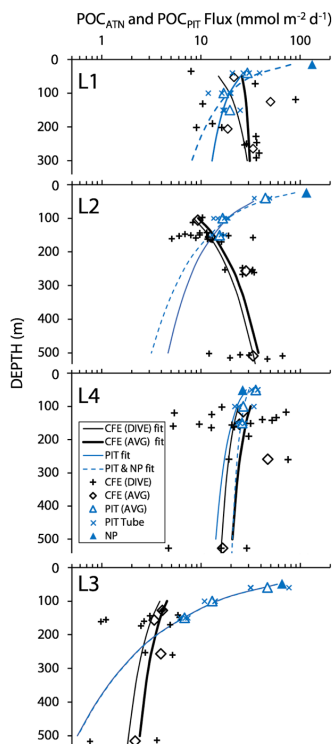 POC_ATN and POC_PIT Flux (mmol m⁻² d⁻¹)
1 10 100
DEPTH (m)
L1
0
100
200
300
L2
0
100
200
300
400
500
L4
0
100
200
300
400
500
CFE (DIVE) fit
CFE (AVG) fit
PIT fit
PIT & NP fit
CFE (DIVE)
CFE (AVG)
PIT (AVG)
PIT Tube
NP
L3
0
100
200
300
400
500